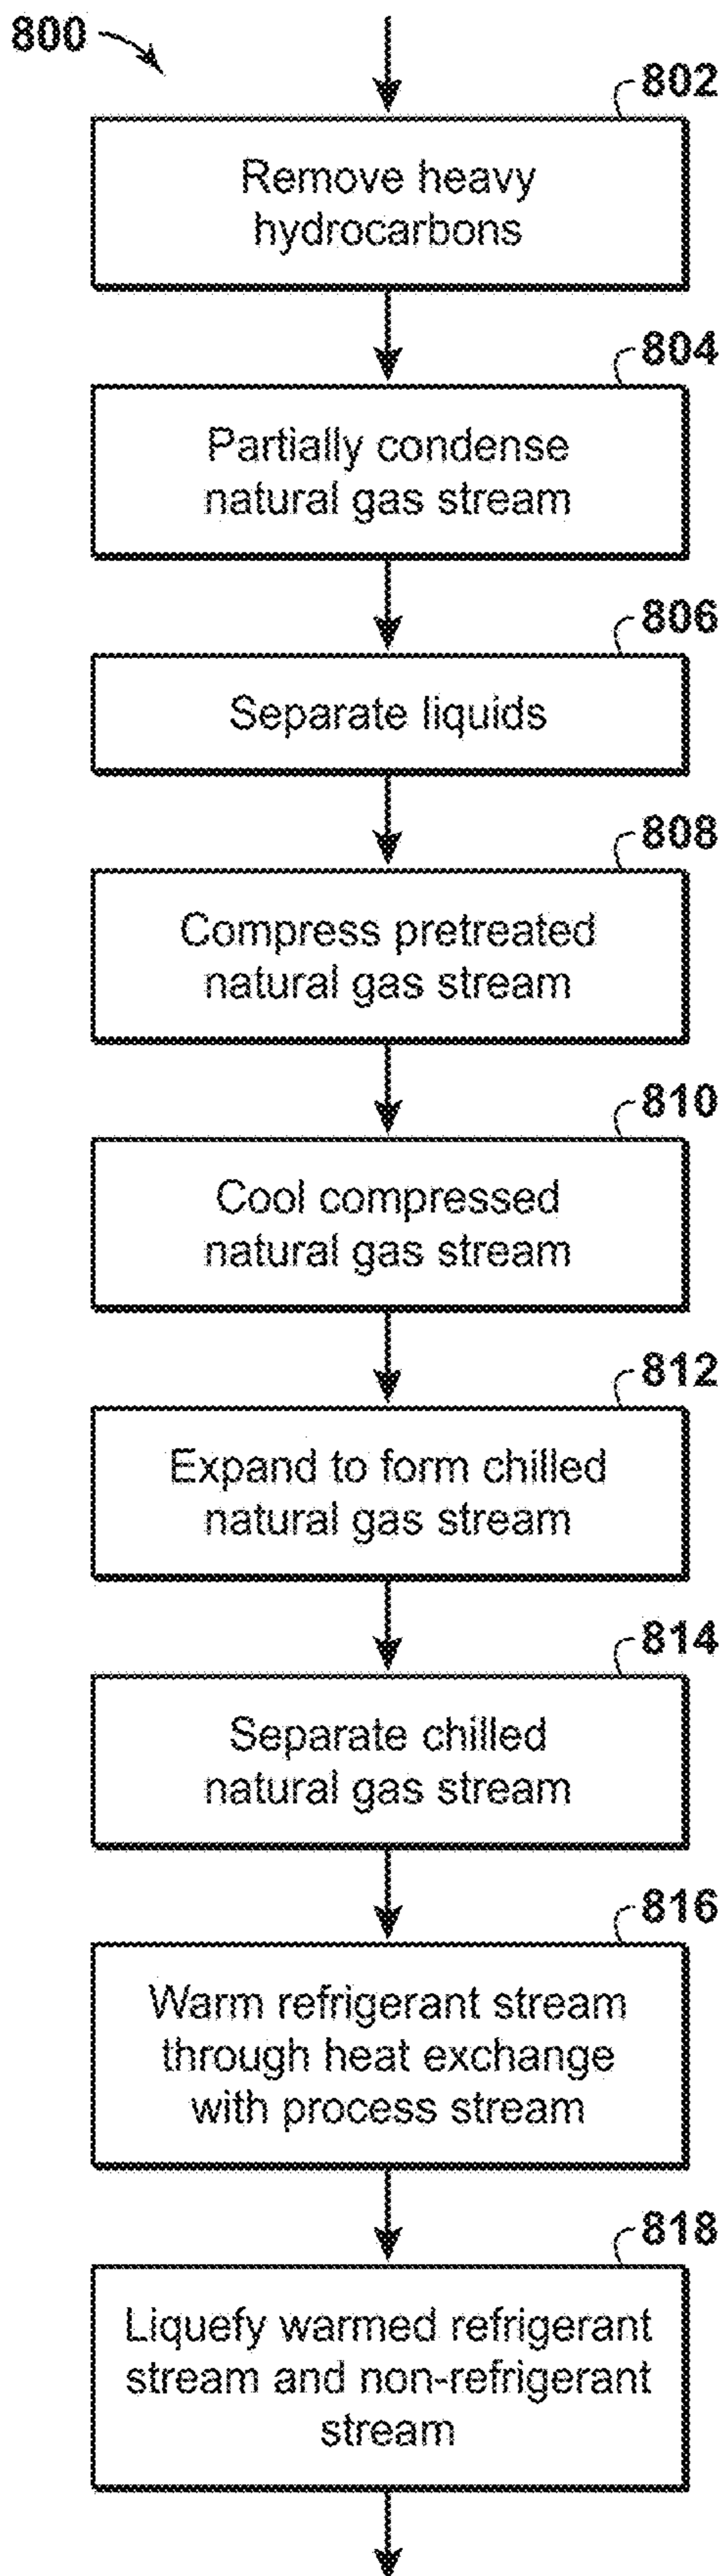 800
802
Remove heavy
hydrocarbons
804
Partially condense
natural gas stream
806
Separate liquids
808
Compress pretreated
natural gas stream
810
Cool compressed
natural gas stream
812
Expand to form chilled
natural gas stream
814
Separate chilled
natural gas stream
816
Warm refrigerant stream
through heat exchange
with process stream
818
Liquefy warmed refrigerant
stream and non-refrigerant
stream